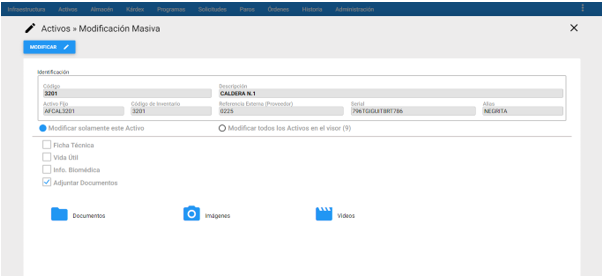 Infraestructura Activos Almacén Kárdex Programas Solicitudes Paros Órdenes Historia Administración
Activos » Modificación Masiva
MODIFICAR
Identificación
Código Descripción
3201 CALDERA N.1
Activo Fijo Código de Inventario Referencia Externa (Proveedor) Serial Alias
AFCAL3201 3201 0225 796TGIGUITBRT786 NEGRITA
Modificar solamente este Activo Modificar todos los Activos en el visor (9)
Ficha Técnica
Vida Útil
Info. Biomédica
Adjuntar Documentos
Documentos Imágenes Videos